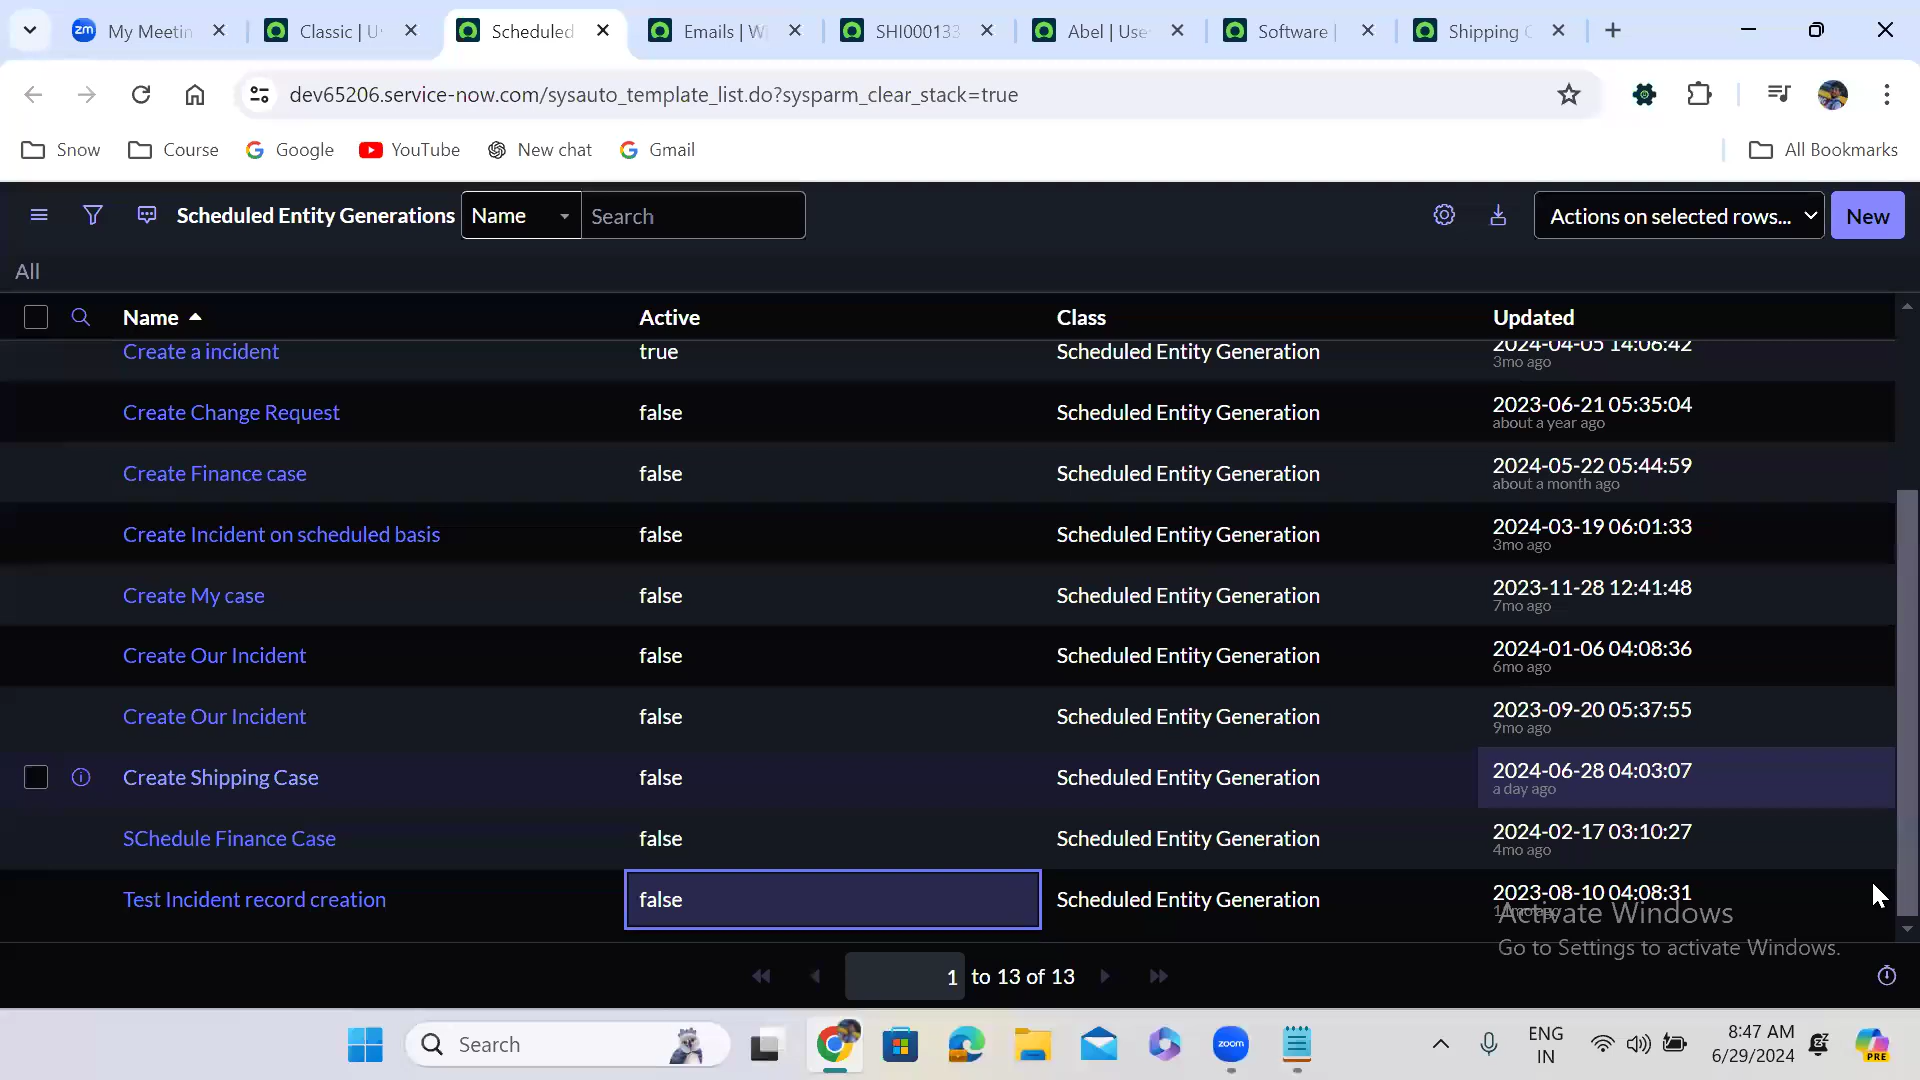 zm My Meetin
Classic | U
Scheduled
Emails | W
SHI000133
Abel | Use
Software |
Shipping C
dev65206.service-now.com/sysauto_template_list.do?sysparm_clear_stack=true
Snow Course Google YouTube New chat Gmail All Bookmarks
Scheduled Entity Generations Name Search Actions on selected rows... New
All
Name Active Class Updated
Create a incident true Scheduled Entity Generation 2024-04-05 14:06:42
3mo ago
Create Change Request false Scheduled Entity Generation 2023-06-21 05:35:04
about a year ago
Create Finance case false Scheduled Entity Generation 2024-05-22 05:44:59
about a month ago
Create Incident on scheduled basis false Scheduled Entity Generation 2024-03-19 06:01:33
3mo ago
Create My case false Scheduled Entity Generation 2023-11-28 12:41:48
7mo ago
Create Our Incident false Scheduled Entity Generation 2024-01-06 04:08:36
6mo ago
Create Our Incident false Scheduled Entity Generation 2023-09-20 05:37:55
9mo ago
Create Shipping Case false Scheduled Entity Generation 2024-06-28 04:03:07
a day ago
SChedule Finance Case false Scheduled Entity Generation 2024-02-17 03:10:27
4mo ago
Test Incident record creation false Scheduled Entity Generation 2023-08-10 04:08:31
11mo ago
Activate Windows
Go to Settings to activate Windows.
1 to 13 of 13
Search
zoom
ENG
IN
8:47 AM
6/29/2024
PRE